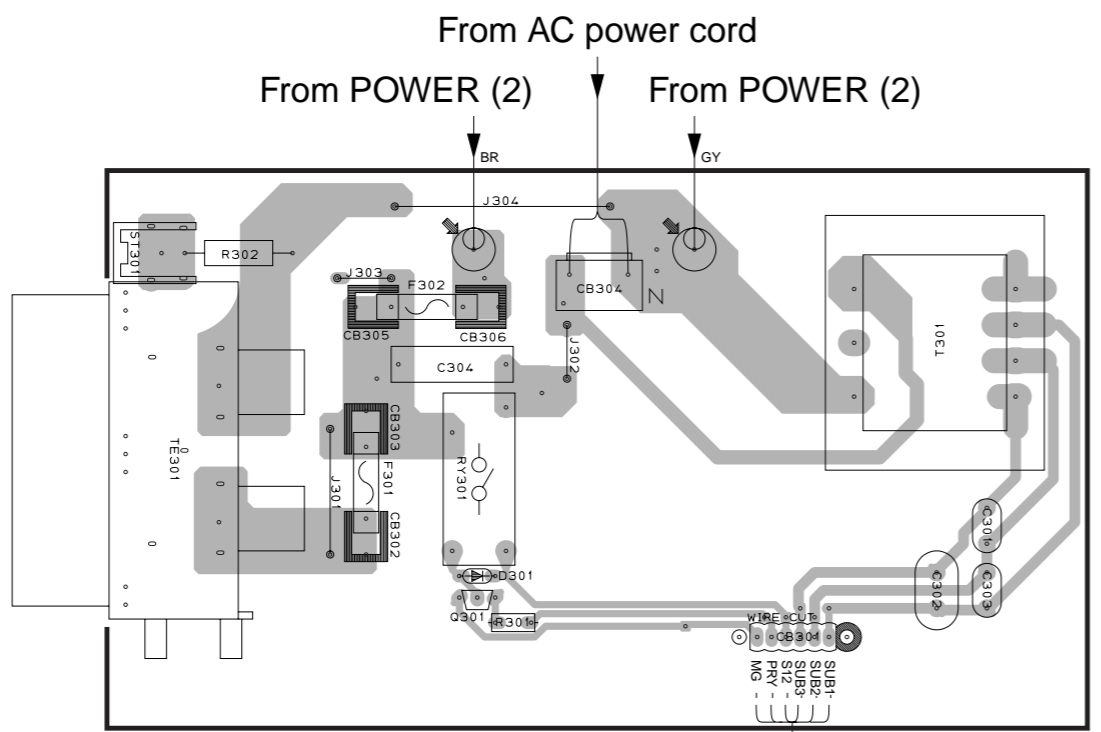 From AC power cord
From POWER (2)
From POWER (2)
BR
GY
J304
ST301
R302
J303
F302
CB304
N
CB305
CB306
T301
J302
C304
CB303
TE301
RY301
F301
J301
CB302
C301
D301
C302
C303
Q301
R301
WIRE CUT
CB301
MG
PRY
S12
SUB3
SUB2
SUB1